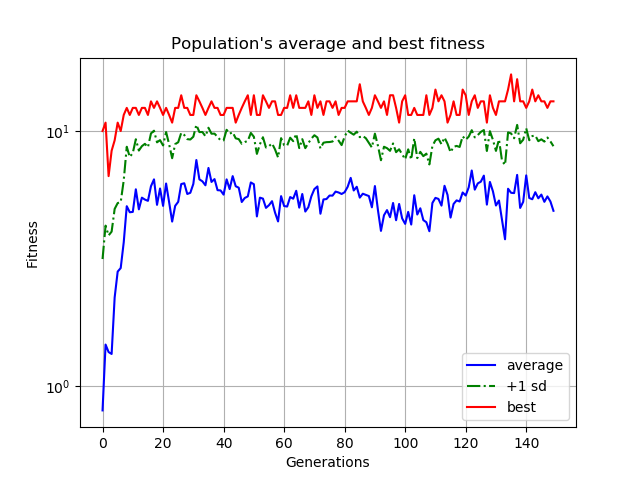 Population's average and best fitness
Fitness
10¹
10⁰
0 20 40 60 80 100 120 140
Generations
average
+1 sd
best